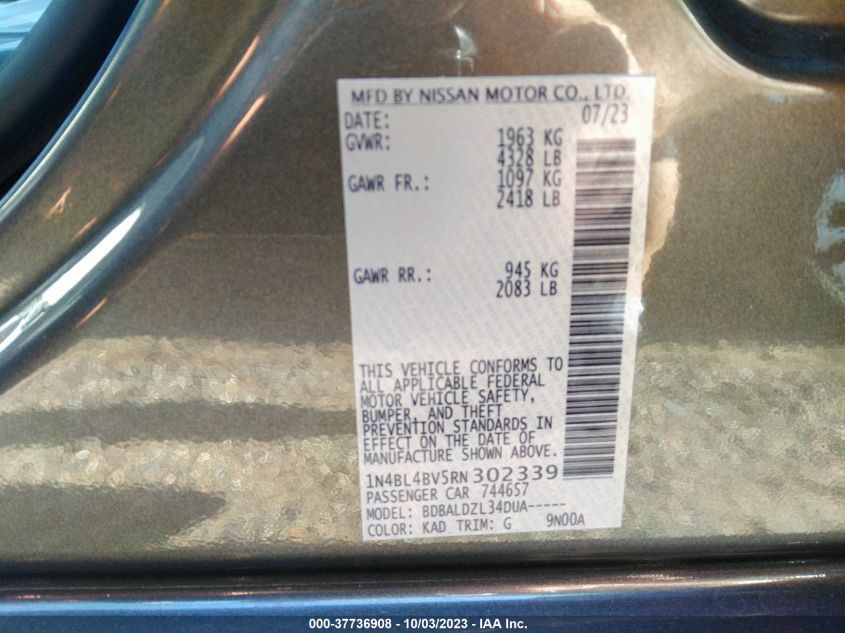 MFD BY NISSAN MOTOR CO., LTD.
DATE: 07/23
GVWR: 1963 KG
4328 LB
GAWR FR.: 1097 KG
2418 LB
GAWR RR.: 945 KG
2083 LB
THIS VEHICLE CONFORMS TO
ALL APPLICABLE FEDERAL
MOTOR VEHICLE SAFETY,
BUMPER, AND THEFT
PREVENTION STANDARDS IN
EFFECT ON THE DATE OF
MANUFACTURE SHOWN ABOVE.
1N4BL4BV5RN302339
PASSENGER CAR 744657
MODEL: BDBALDZL34DUA-----
COLOR: KAD TRIM: G 9N00A
000-37736908 - 10/03/2023 - IAA Inc.